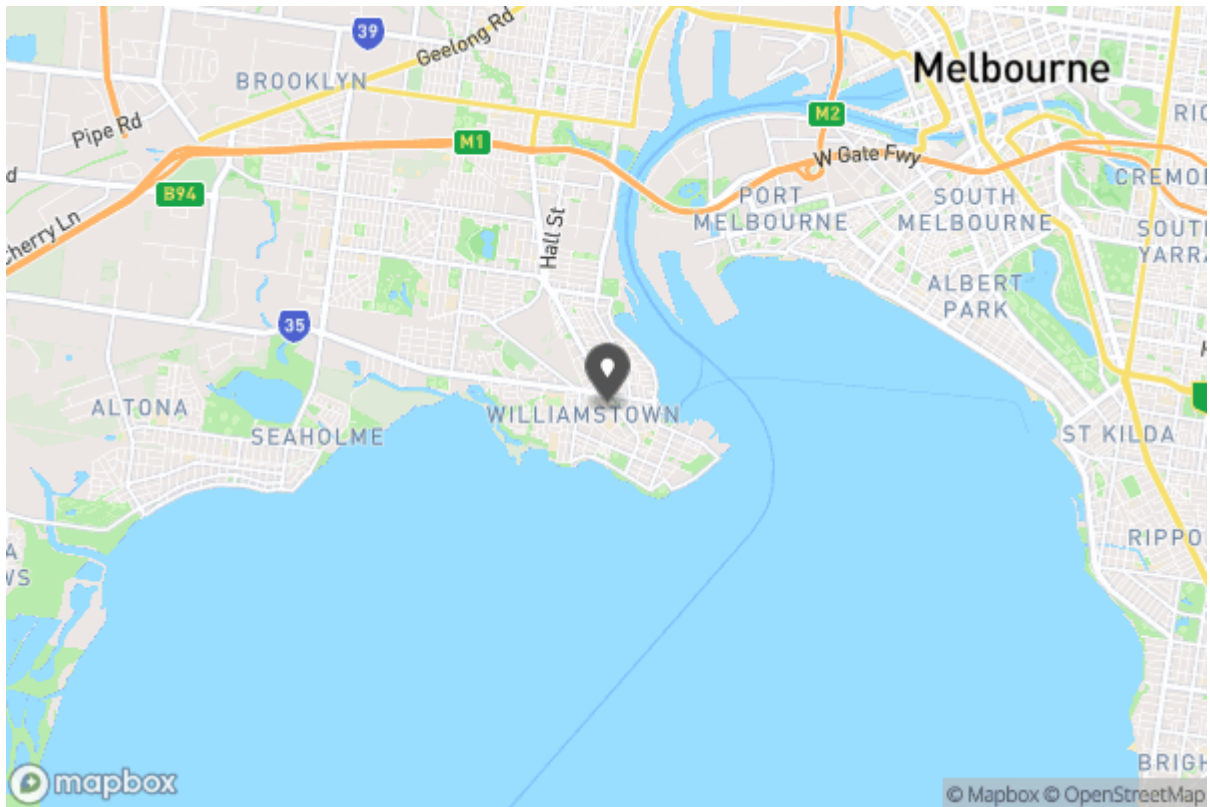 39
Geelong Rd
BROOKLYN
Melbourne
Pipe Rd
M1
M2
RIC
W Gate Fwy
d
B94
CREMO
PORT
MELBOURNE
SOUTH
MELBOURNE
Cherry Ln
Hall St
SOUTH
YARRA
ALBERT
PARK
35
ALTONA
WILLIAMSTOWN
SEAHOLME
ST KILDA
RIPPO
A
WS
BRIGH
mapbox
© Mapbox © OpenStreetMap